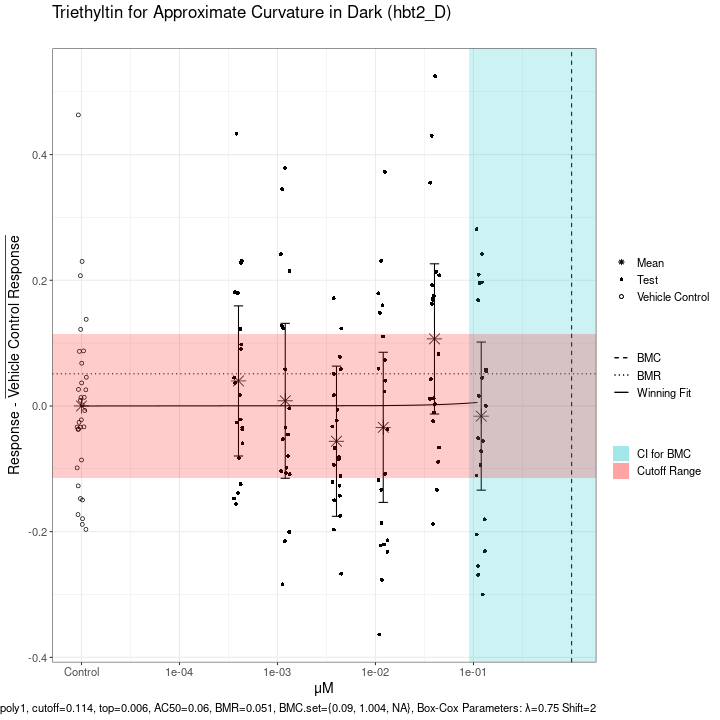 Triethyltin for Approximate Curvature in Dark (hbt2_D)
Response - Vehicle Control Response
0.4
0.2
0.0
-0.2
-0.4
Control
1e-04
1e-03
1e-02
1e-01
µM
Mean
Test
Vehicle Control
BMC
BMR
Winning Fit
CI for BMC
Cutoff Range
poly1, cutoff=0.114, top=0.006, AC50=0.06, BMR=0.051, BMC.set={0.09, 1.004, NA}, Box-Cox Parameters: λ=0.75 Shift=2